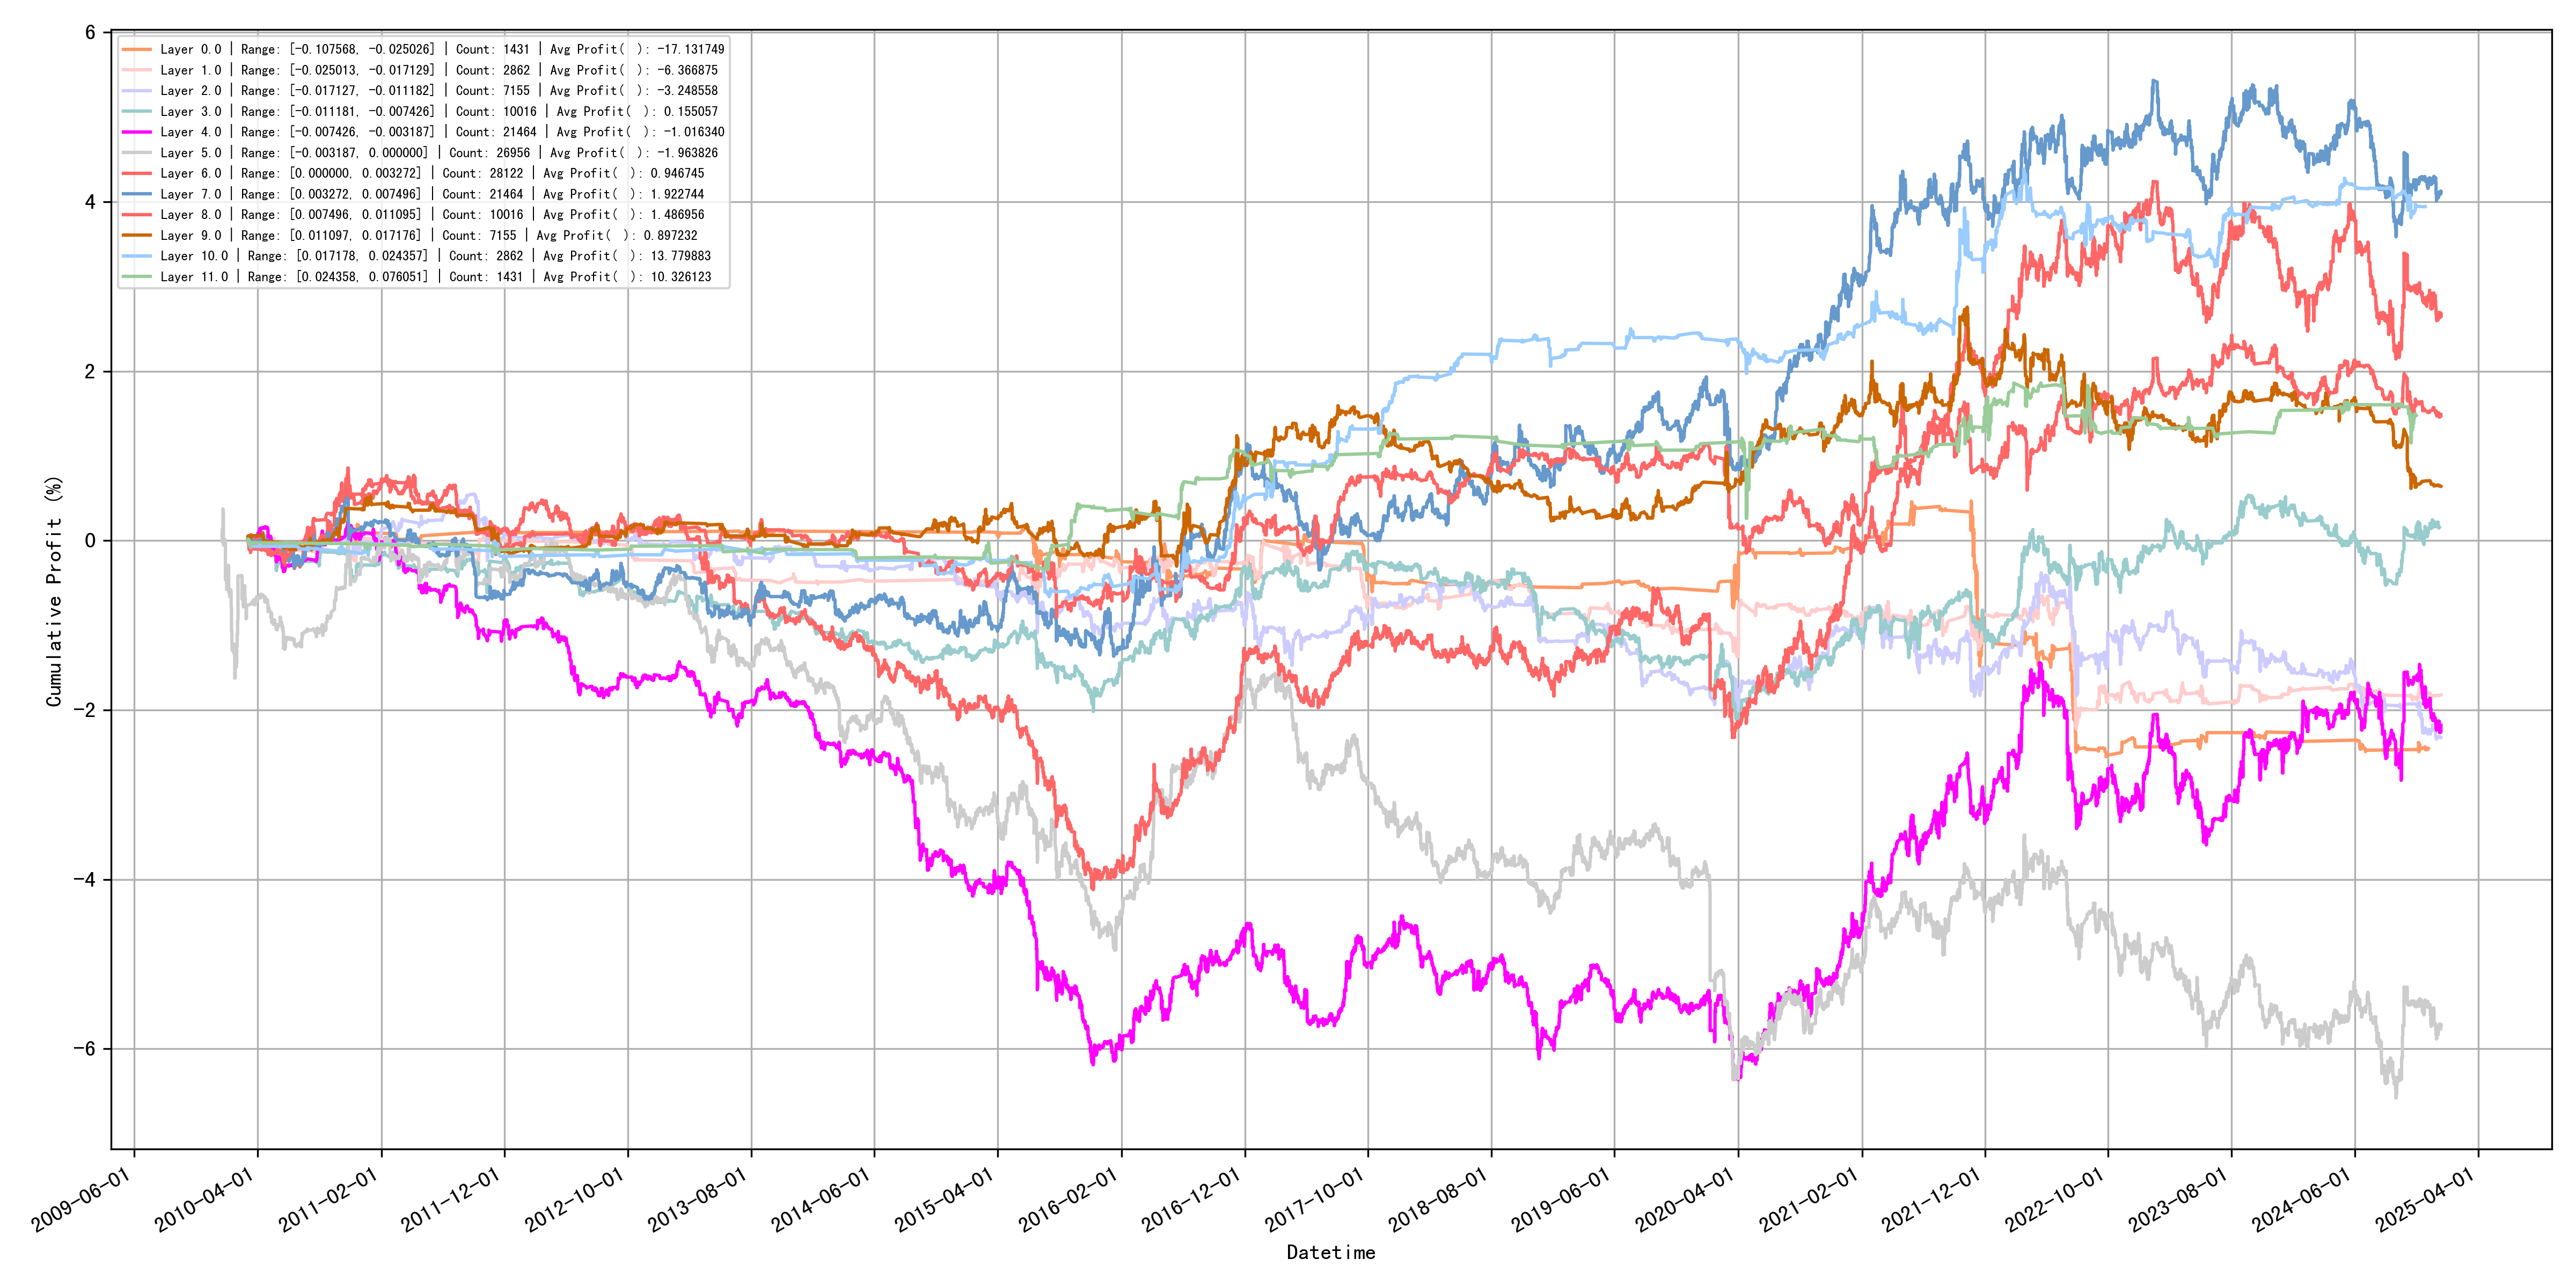 6
4
2
0
−2
−4
−6
Cumulative Profit (%)
Layer 0.0 | Range: [-0.107568, -0.025026] | Count: 1431 | Avg Profit( ): -17.131749
Layer 1.0 | Range: [-0.025013, -0.017129] | Count: 2862 | Avg Profit( ): -6.366875
Layer 2.0 | Range: [-0.017127, -0.011182] | Count: 7155 | Avg Profit( ): -3.248558
Layer 3.0 | Range: [-0.011181, -0.007426] | Count: 10016 | Avg Profit( ): 0.155057
Layer 4.0 | Range: [-0.007426, -0.003187] | Count: 21464 | Avg Profit( ): -1.016340
Layer 5.0 | Range: [-0.003187, 0.000000] | Count: 26956 | Avg Profit( ): -1.963826
Layer 6.0 | Range: [0.000000, 0.003272] | Count: 28122 | Avg Profit( ): 0.946745
Layer 7.0 | Range: [0.003272, 0.007496] | Count: 21464 | Avg Profit( ): 1.922744
Layer 8.0 | Range: [0.007496, 0.011095] | Count: 10016 | Avg Profit( ): 1.486956
Layer 9.0 | Range: [0.011097, 0.017176] | Count: 7155 | Avg Profit( ): 0.897232
Layer 10.0 | Range: [0.017178, 0.024357] | Count: 2862 | Avg Profit( ): 13.779883
Layer 11.0 | Range: [0.024358, 0.076051] | Count: 1431 | Avg Profit( ): 10.326123
2009-06-01
2010-04-01
2011-02-01
2011-12-01
2012-10-01
2013-08-01
2014-06-01
2015-04-01
2016-02-01
2016-12-01
2017-10-01
2018-08-01
2019-06-01
2020-04-01
2021-02-01
2021-12-01
2022-10-01
2023-08-01
2024-06-01
2025-04-01
Datetime